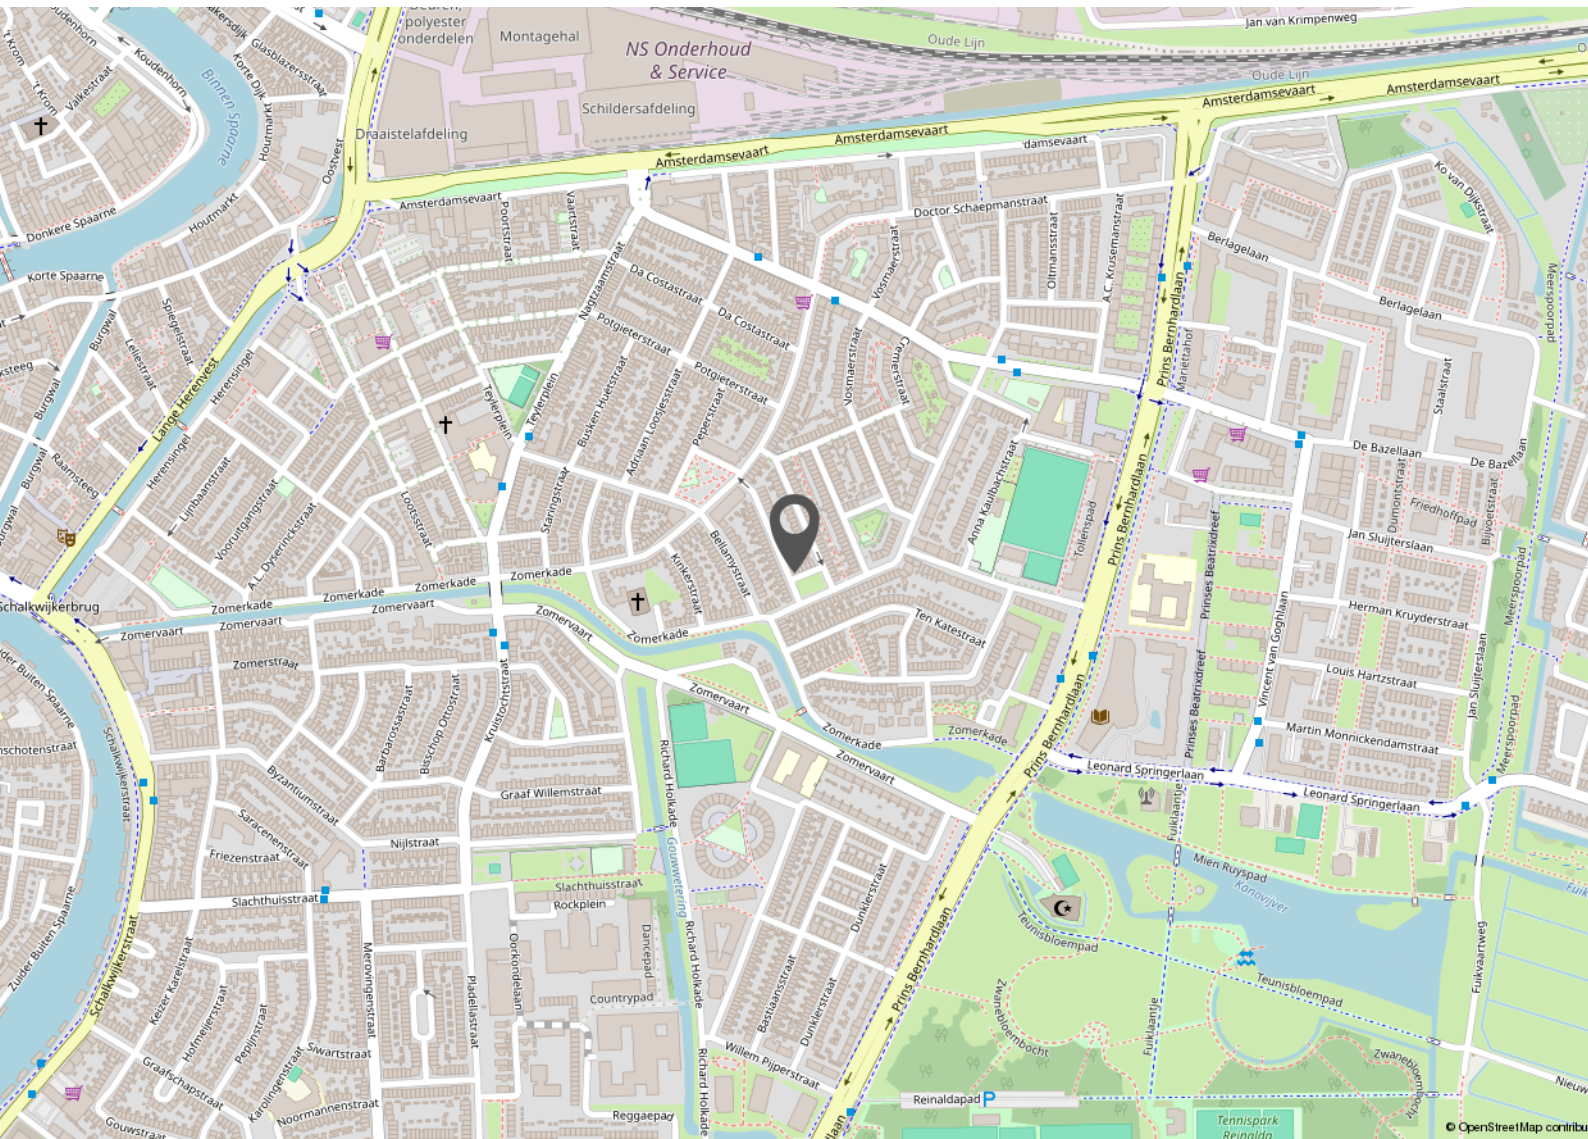 polyester
onderdelen
Montagehal
NS Onderhoud
& Service
Schildersafdeling
Draaistelafdeling
Oude Lijn
Jan van Krimpenweg
Oude Lijn
Koudenhorn
't Krom
't Krom
Valkestraat
Binnen Spaarne
Korte Dijk
Glasblazersstraat
Houtmarkt
Oostvest
Donkere Spaarne
Houtmarkt
Korte Spaarne
Amsterdamsevaart
Amsterdamsevaart
Amsterdamsevaart
Amsterdamsevaart
Amsterdamsevaart
damsevaart
Poortstraat
Vaartstraat
Doctor Schaepmanstraat
Oltmansstraat
A.C. Krusemanstraat
Ko van Dijkstraat
Berlagelaan
Berlagelaan
Meerspoorpad
Burgwal
Spiegelstraat
Leliestraat
Burgwal
Lange Herenvest
Herensingel
Herensingel
Raamsteeg
Burgwal
Nagtzaamstraat
Da Costastraat
Da Costastraat
Potgieterstraat
Potgieterstraat
Vosmaerstraat
Vosmaerstraat
Cremerstraat
Prins Bernhardlaan
Mariëttahof
Staalstraat
Teylerplein
Teylerplein
Busken Huetstraat
Adriaan Loosjesstraat
Peperstraat
Anna Kaulbachstraat
Tollenspad
Prins Bernhardlaan
De Bazellaan
De Bazellaan
Dumontstraat
Friedhoffpad
Bijvoetstraat
Jan Sluijterslaan
Lijnbaanstraat
Vooruitgangstraat
A.L. Dyserinckstraat
Lootsstraat
Staringstraat
Bellamystraat
Kinkerstraat
Prinses Beatrixdreef
Meerspoorpad
Schalkwijkerbrug
Zomerkade
Zomerkade
Zomerkade
Zomervaart
Zomervaart
Zomervaart
Zomervaart
Zomerkade
Ten Katestraat
Herman Kruyderstraat
Vincent van Goghlaan
Louis Hartzstraat
Jan Sluijterslaan
Zomerstraat
Kruistochtstraat
Zomervaart
Zomerkade
Zomerkade
Zomervaart
Prins Bernhardlaan
Prinses Beatrixdreef
Martin Monnickendamstraat
Meerspoorpad
Schalkwijkerstraat
Barbarossastraat
Bisschop Ottostraat
Byzantiumstraat
Graaf Willemstraat
Richard Holkade
Leonard Springerlaan
Leonard Springerlaan
Fuiklaantje
Saracenenstraat
Friezenstraat
Nijlstraat
Gouwwetering
Mien Ruyspad
Kanovijver
Slachthuisstraat
Slachthuisstraat
Rockplein
Dunklerstraat
Teunisbloempad
Zuider Buiten Spaarne
Schalkwijkerstraat
Keizer Karelstraat
Hofmeijerstraat
Pepijnstraat
Merovingenstraat
Pladellastraat
Oorkondelaan
Dancepad
Richard Holkade
Countrypad
Bastiaansstraat
Dunklerstraat
Prins Bernhardlaan
Zwanebloembocht
Fuiklaantje
Teunisbloempad
Fuikvaartweg
Graafschapstraat
Karolingenstraat
Siwartstraat
Noormannenstraat
Gouwstraat
Richard Holkade
Willem Pijperstraat
Reggaepad
Reinaldapad
P
Zwanebloembocht
Tennispark
Reinalda
© OpenStreetMap contribu